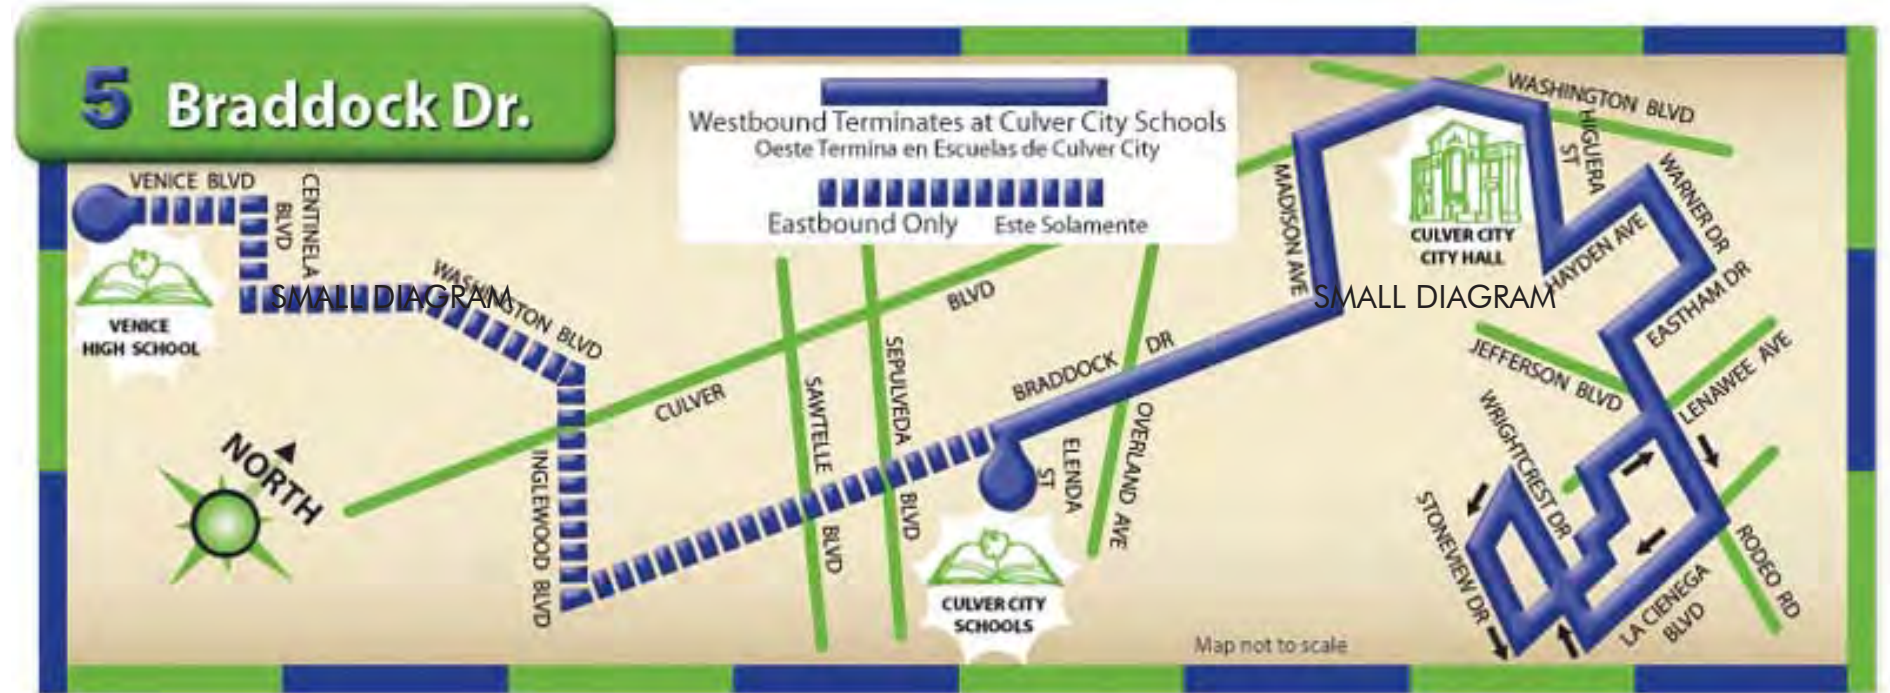 5 Braddock Dr.
Westbound Terminates at Culver City Schools
Oeste Termina en Escuelas de Culver City
Eastbound Only Este Solamente
VENICE BLVD
CENTINELA
BLVD
VENICE
HIGH SCHOOL
SMALL DIAGRAM
WASHINGTON BLVD
NORTH
CULVER
BLVD
INGLEWOOD BLVD
SAWTELLE
BLVD
SEPULVEDA
BLVD
BRADDOCK DR
ELENDA
ST
OVERLAND AVE
CULVER CITY
SCHOOLS
MADISON AVE
CULVER CITY
CITY HALL
SMALL DIAGRAM
WASHINGTON BLVD
HIGUERA
ST
WARNER DR
HAYDEN AVE
EASTHAM DR
JEFFERSON BLVD
LENAWEE AVE
WRIGHTCREST DR
STONEVIEW DR
RODEO RD
LA CIENEGA
BLVD
Map not to scale